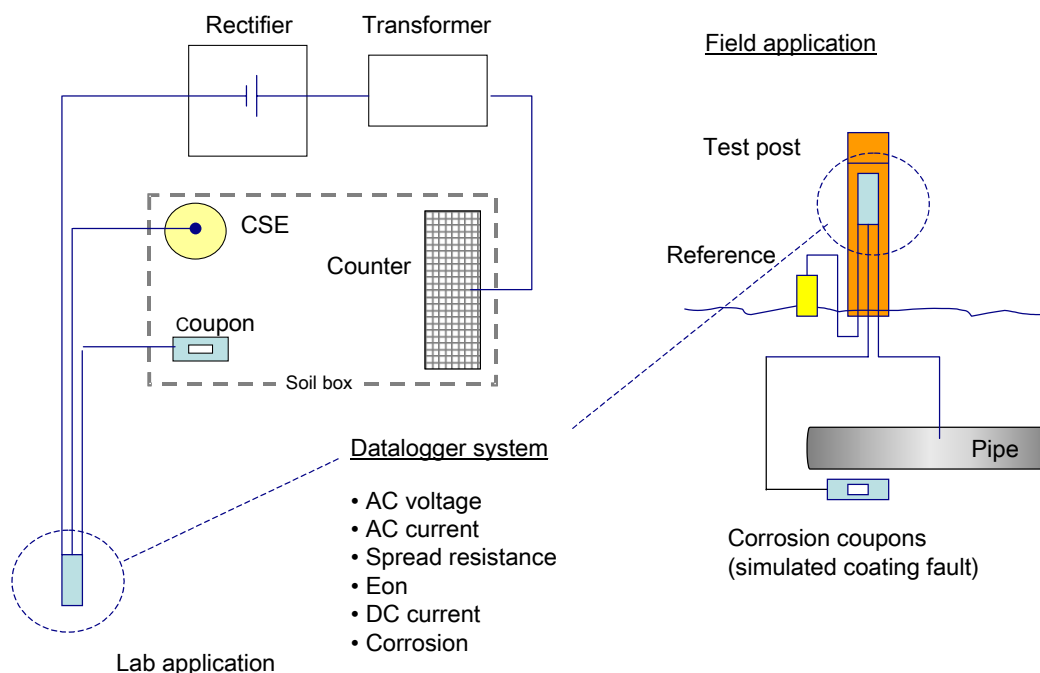 Rectifier
Transformer
Field application
Test post
CSE
Counter
Reference
Coupon
Soil box
Datalogger system
• AC voltage
• AC current
• Spread resistance
• Eon
• DC current
• Corrosion
Pipe
Corrosion coupons
(simulated coating fault)
Lab application